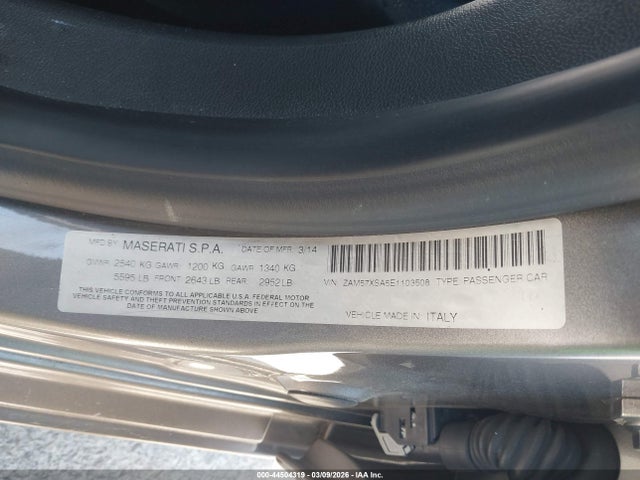 MFD BY MASERATI S.P.A. DATE OF MFR. 3/14
GVWR: 2540 KG GAWR: 1200 KG GAWR 1340 KG
5595 LB FRONT 2643 LB REAR 2952 LB
THIS VEHICLE CONFORMS TO ALL APPLICABLE U.S.A. FEDERAL MOTOR
VEHICLE SAFETY AND THEFT PREVENTION STANDARDS IN EFFECT ON THE
DATE OF MANUFACTURE SHOWN ABOVE
VIN: ZAM57XSA5E1103508 TYPE: PASSENGER CAR
VEHICLE MADE IN ITALY
000-44504319 | 03/09/2026 - IAAI.COM